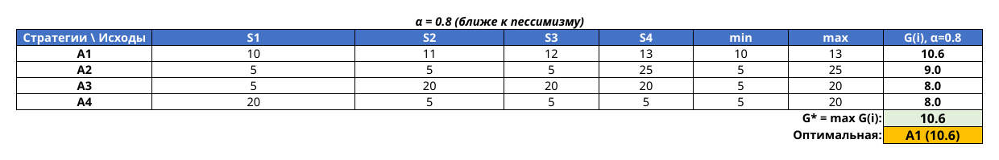 α = 0.8 (ближе к пессимизму)
Стратегии \ Исходы S1 S2 S3 S4 min max G(i), α=0.8
A1 10 11 12 13 10 13 10.6
A2 5 5 5 25 5 25 9.0
A3 5 20 20 20 5 20 8.0
A4 20 5 5 5 5 20 8.0
G* = max G(i): 10.6
Оптимальная: A1 (10.6)